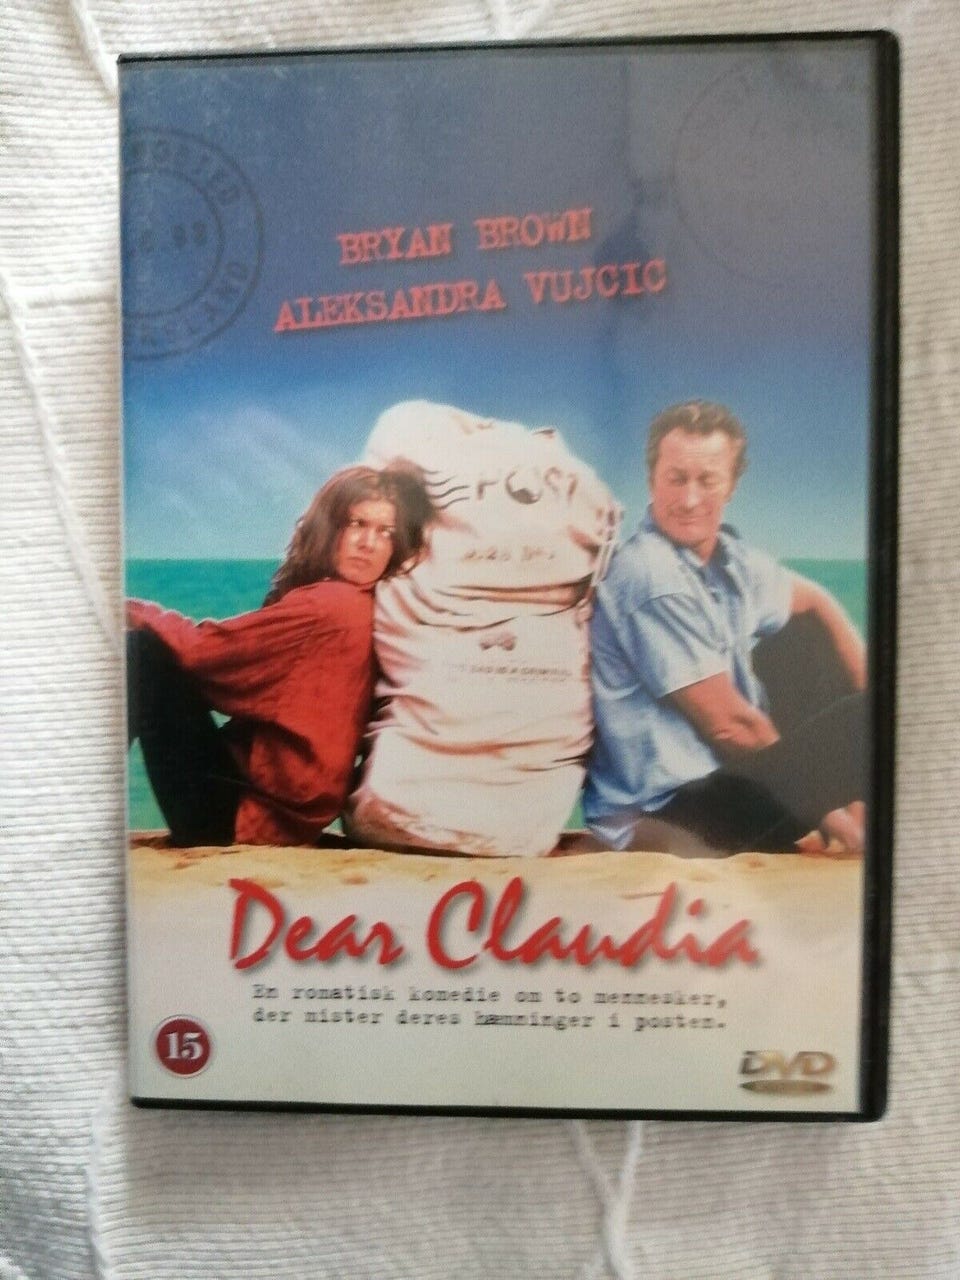 BRYAN BROWN
ALEKSANDRA VUJCIC
POST
Dear Claudia
En romatisk komedie om to mennesker,
der mister deres hæmninger i posten.
15
DVD